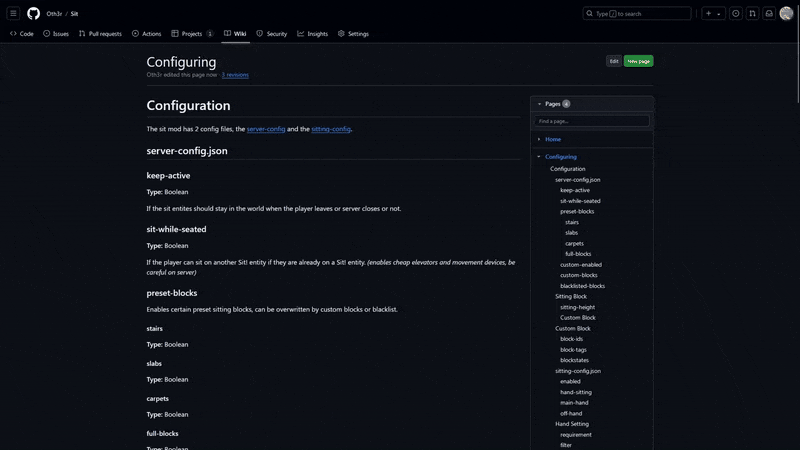 Oth3r / Sit
Type / to search
Code
Issues
Pull requests
Actions
Projects 1
Wiki
Security
Insights
Settings
Configuring
Oth3r edited this page now · 3 revisions
Edit
New page
Configuration
The sit mod has 2 config files, the server-config and the sitting-config.
server-config.json
keep-active
Type: Boolean
If the sit entites should stay in the world when the player leaves or server closes or not.
sit-while-seated
Type: Boolean
If the player can sit on another Sit! entity if they are already on a Sit! entity. (enables cheap elevators and movement devices, be
careful on server)
preset-blocks
Enables certain preset sitting blocks, can be overwritten by custom blocks or blacklist.
stairs
Type: Boolean
slabs
Type: Boolean
carpets
Type: Boolean
full-blocks
Type: Boolean
Pages 4
Find a page...
Home
Configuring
Configuration
server-config.json
keep-active
sit-while-seated
preset-blocks
stairs
slabs
carpets
full-blocks
custom-enabled
custom-blocks
blacklisted-blocks
Sitting Block
sitting-height
Custom Block
Custom Block
block-ids
block-tags
blockstates
sitting-config.json
enabled
hand-sitting
main-hand
off-hand
Hand Setting
requirement
filter